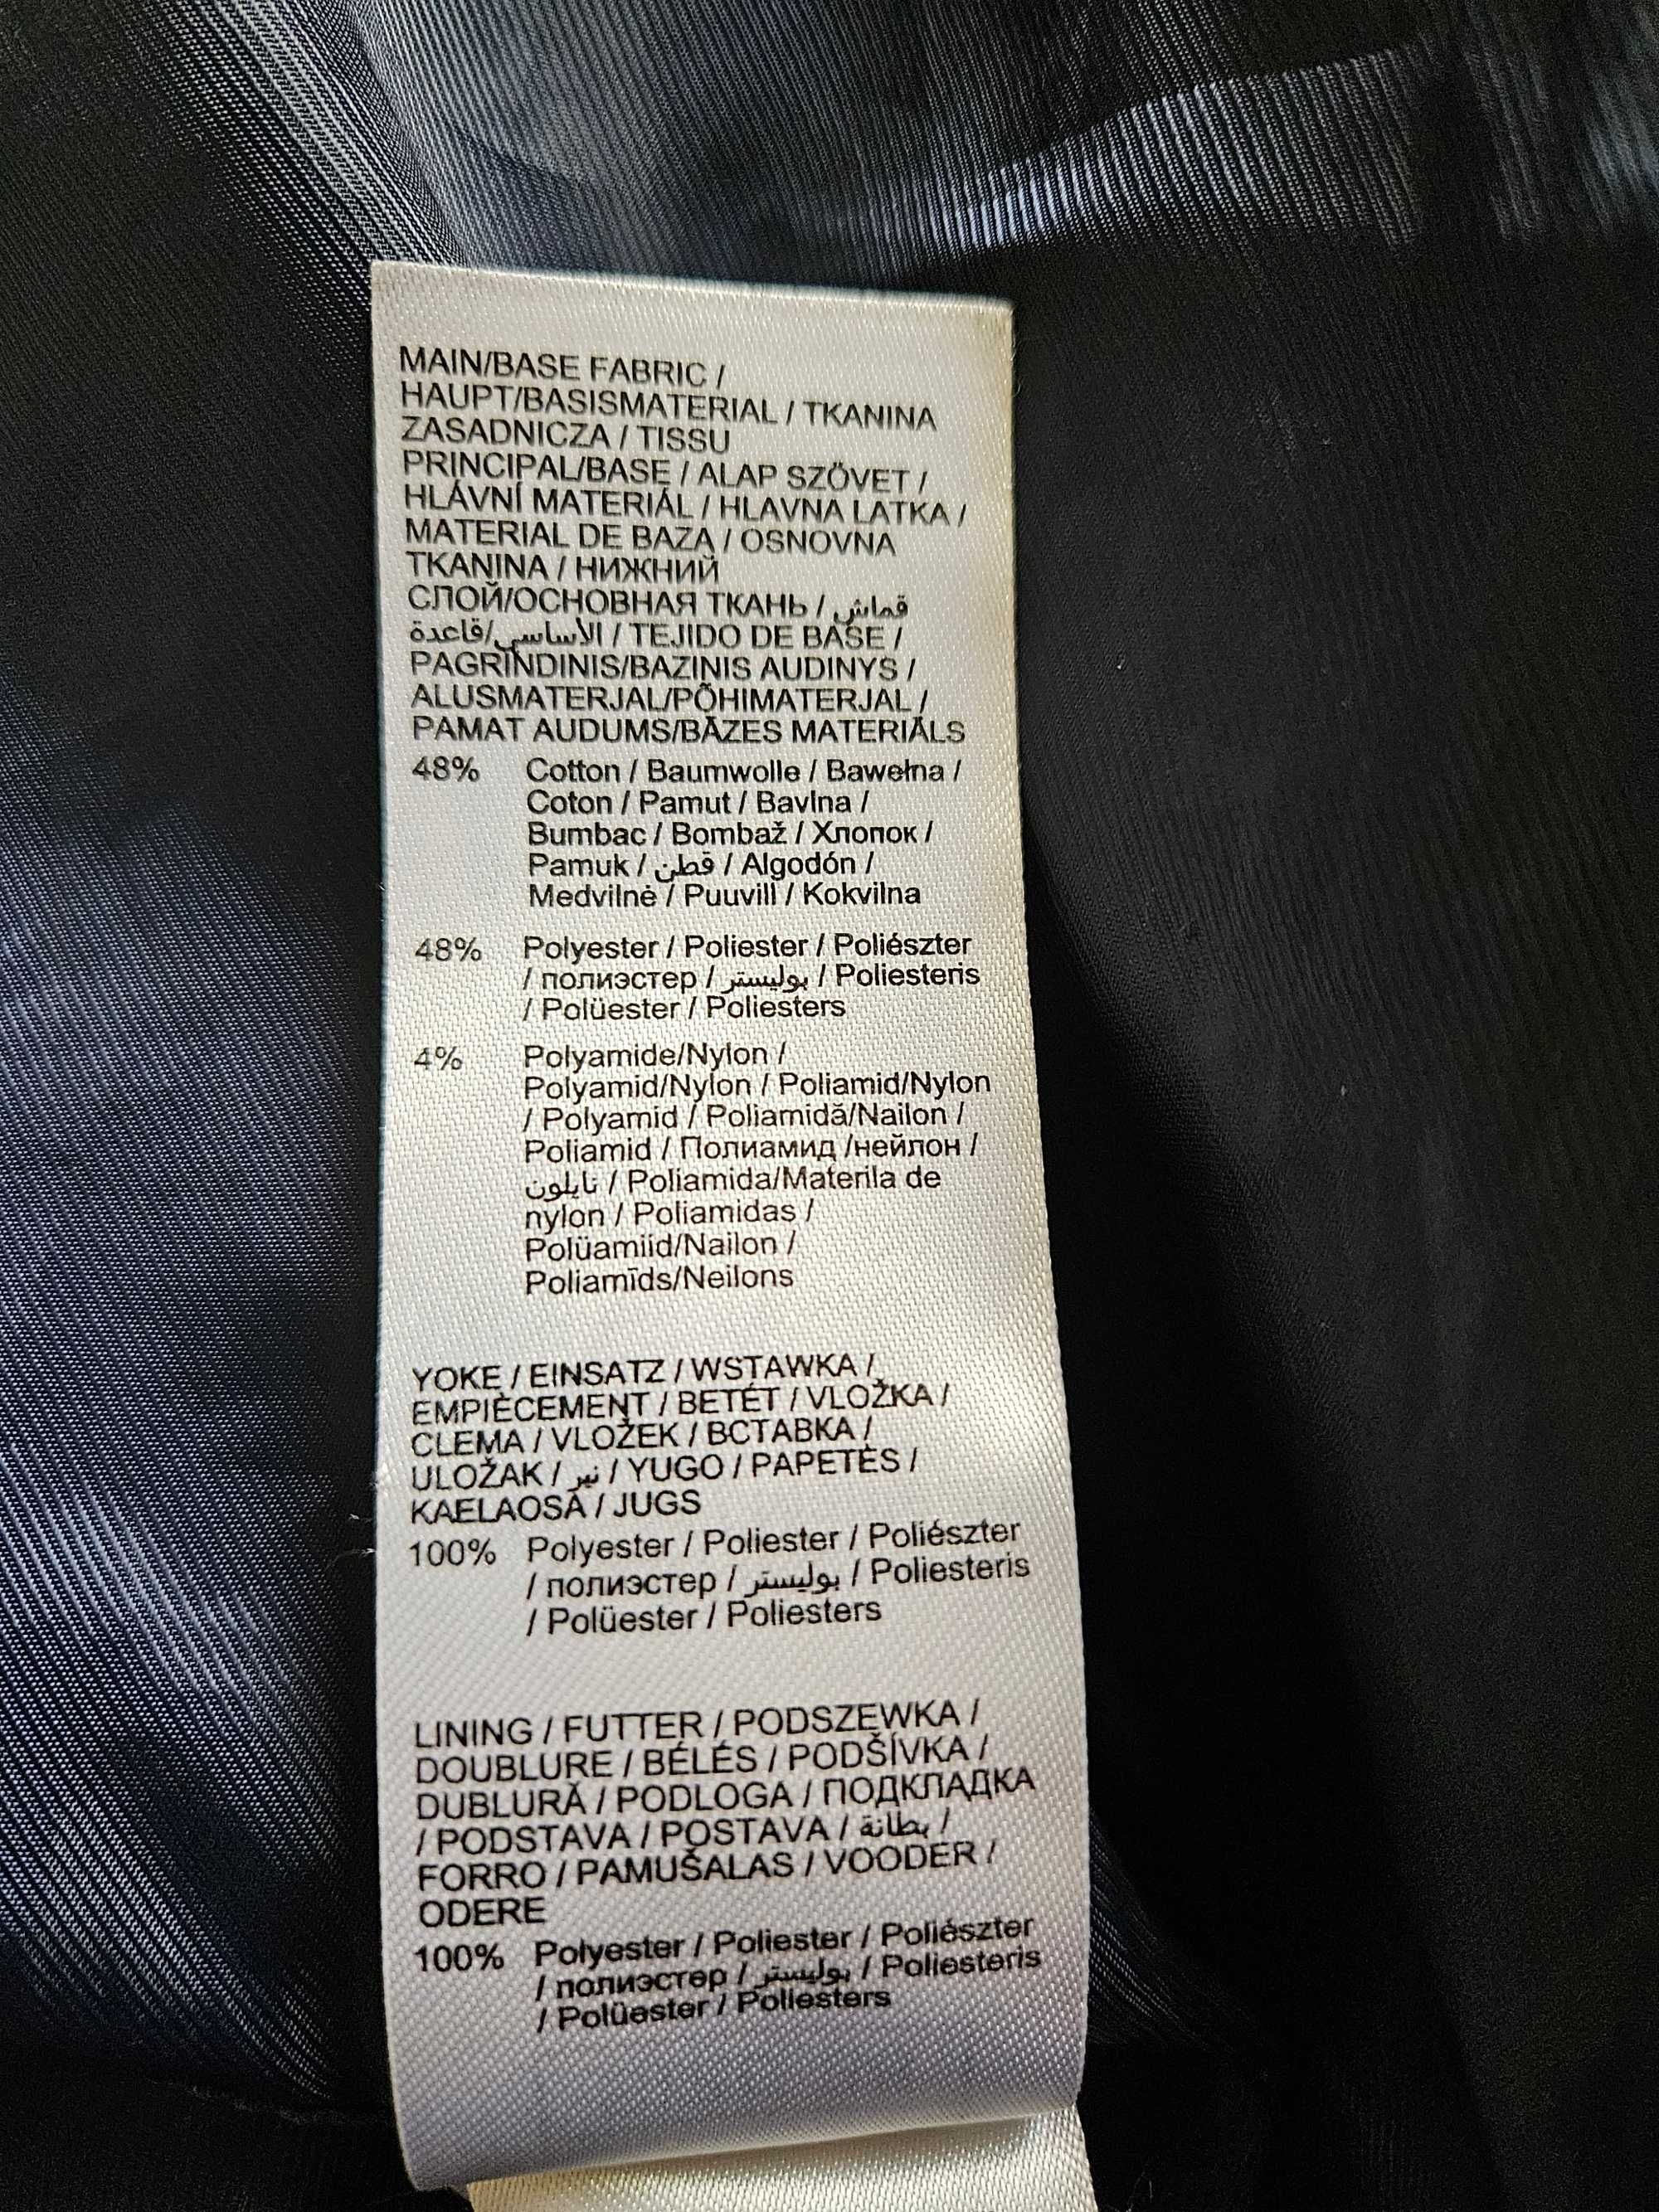 MAIN/BASE FABRIC /
HAUPT/BASISMATERIAL / TKANINA
ZASADNICZA / TISSU
PRINCIPAL/BASE / ALAP SZÖVET /
HLÁVNÍ MATERIÁL / HLAVNA LATKA /
MATERIAL DE BAZA / OSNOVNA
TKANINA / НИЖНИЙ
СЛОЙ/ОСНОВНАЯ ТКАНЬ / قماش
الاساسي/قاعدة / TEJIDO DE BASE /
PAGRINDINIS/BAZINIS AUDINYS /
ALUSMATERJAL/PÕHIMATERJAL /
PAMAT AUDUMS/BĀZES MATERIĀLS
48% Cotton / Baumwolle / Bawełna /
Coton / Pamut / Bavlna /
Bumbac / Bombaž / Хлопок /
Pamuk / قطن / Algodón /
Medvilnė / Puuvill / Kokvilna
48% Polyester / Poliester / Poliészter
/ полиэстер / بوليستر / Poliesteris
/ Polüester / Poliesters
4% Polyamide/Nylon /
Polyamid/Nylon / Poliamid/Nylon
/ Polyamid / Poliamidă/Nailon /
Poliamid / Полиамид /нейлон /
نايلون / Poliamida/Materila de
nylon / Poliamidas /
Polüamiid/Nailon /
Poliamīds/Neilons
YOKE / EINSATZ / WSTAWKA /
EMPIÈCEMENT / BETÉT / VLOŽKA /
CLEMA / VLOŽEK / ВСТАВКА /
ULOŽAK / نير / YUGO / PAPETĖS /
KAELAOSA / JUGS
100% Polyester / Poliester / Poliészter
/ полиэстер / بوليستر / Poliesteris
/ Polüester / Poliesters
LINING / FUTTER / PODSZEWKA /
DOUBLURE / BÉLÉS / PODŠÍVKA /
DUBLURĂ / PODLOGA / ПОДКЛАДКА
/ PODSTAVA / POSTAVA / بطانة /
FORRO / PAMUŠALAS / VOODER /
ODERE
100% Polyester / Poliester / Poliészter
/ полиэстер / بوليستر / Poliesteris
/ Polüester / Poliesters